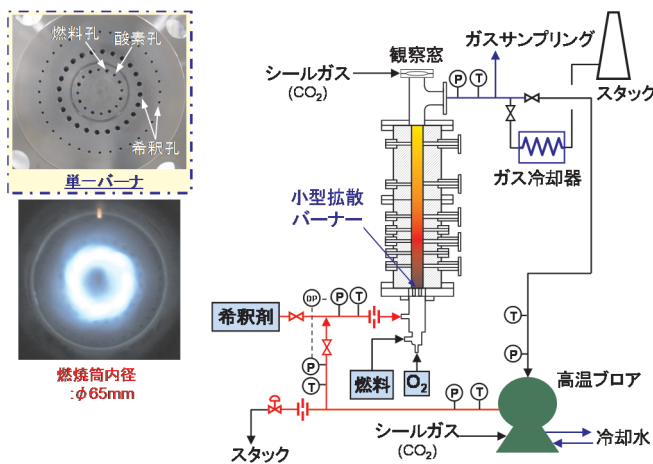 燃料孔
酸素孔
希釈孔
単一バーナ
燃焼筒内径
:φ65mm
観察窓
シールガス
(CO2)
P
T
ガスサンプリング
スタック
ガス冷却器
小型拡散
バーナー
DP
P
T
希釈剤
P
T
燃料
O2
T
P
P
T
高温ブロア
スタック
シールガス
(CO2)
冷却水